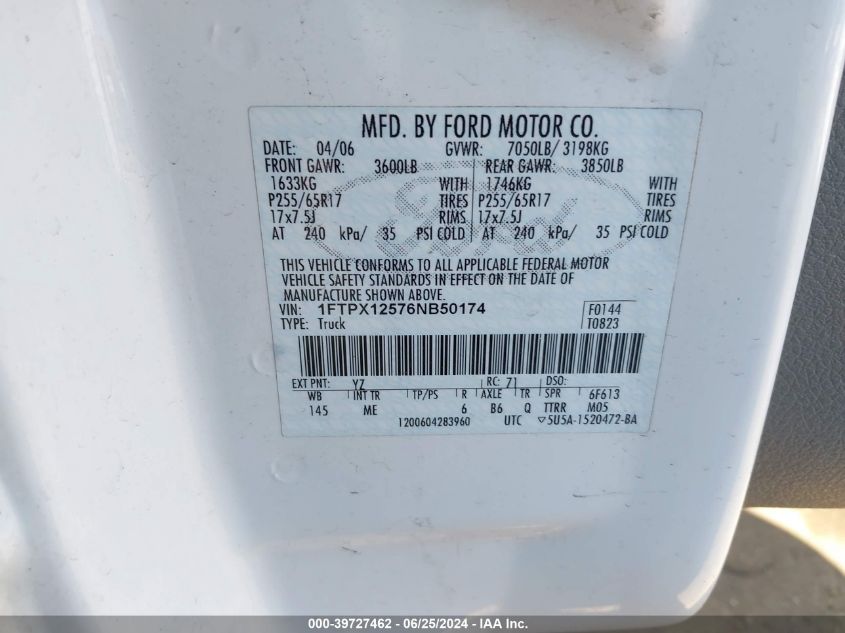 MFD. BY FORD MOTOR CO.
DATE: 04/06 GVWR: 7050LB/ 3198KG
FRONT GAWR: 3600LB REAR GAWR: 3850LB
1633KG WITH 1746KG WITH
P255/65R17 TIRES P255/65R17 TIRES
17x7.5J RIMS 17x7.5J RIMS
AT 240 kPa/ 35 PSI COLD AT 240 kPa/ 35 PSI COLD
Ford
THIS VEHICLE CONFORMS TO ALL APPLICABLE FEDERAL MOTOR
VEHICLE SAFETY STANDARDS IN EFFECT ON THE DATE OF
MANUFACTURE SHOWN ABOVE.
VIN: 1FTPX12576NB50174 F0144
TYPE: Truck T0823
EXT PNT: YZ RC: 71 DSO:
WB INT TR TP/PS R AXLE TR SPR 6F613
145 ME 6 B6 Q TTRR M05
1200604283960 UTC ▽5U5A-1520472-BA
000-39727462 - 06/25/2024 - IAA Inc.